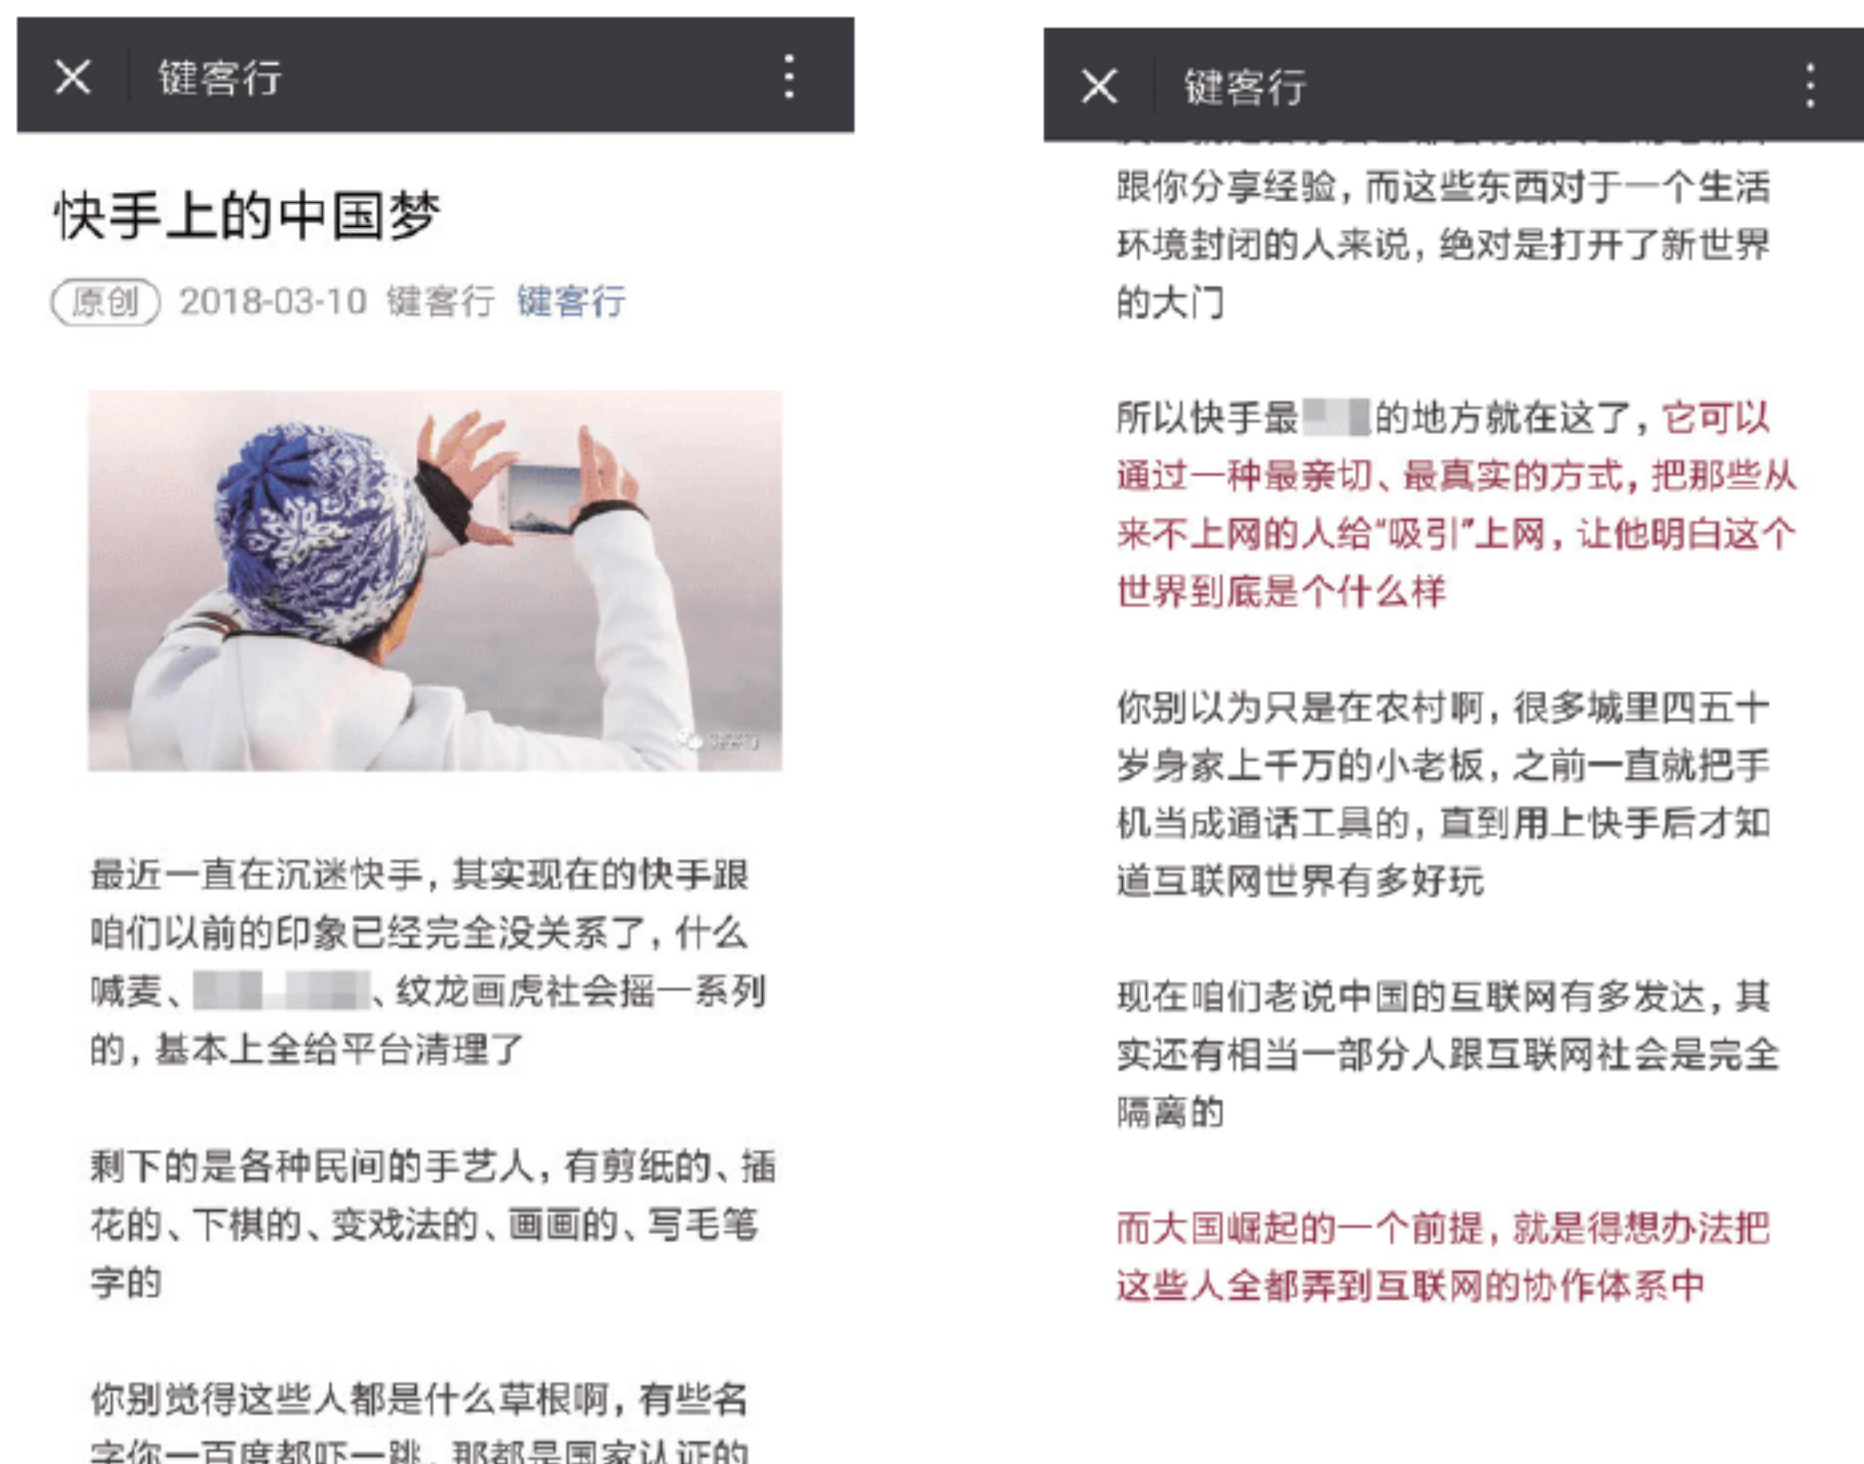 键客行
快手上的中国梦
原创 2018-03-10 键客行 键客行
最近一直在沉迷快手，其实现在的快手跟
咱们以前的印象已经完全没关系了，什么
喊麦、、纹龙画虎社会摇一系列
的，基本上全给平台清理了
剩下的是各种民间的手艺人，有剪纸的、插
花的、下棋的、变戏法的、画画的、写毛笔
字的
你别觉得这些人都是什么草根啊，有些名
字你一百度都吓一跳，那都是国家认证的
键客行
跟你分享经验，而这些东西对于一个生活
环境封闭的人来说，绝对是打开了新世界
的大门
所以快手最的地方就在这了，它可以
通过一种最亲切、最真实的方式，把那些从
来不上网的人给“吸引”上网，让他明白这个
世界到底是个什么样
你别以为只是在农村啊，很多城里四五十
岁身家上千万的小老板，之前一直就把手
机当成通话工具的，直到用上快手后才知
道互联网世界有多好玩
现在咱们老说中国的互联网有多发达，其
实还有相当一部分人跟互联网社会是完全
隔离的
而大国崛起的一个前提，就是得想办法把
这些人全都弄到互联网的协作体系中